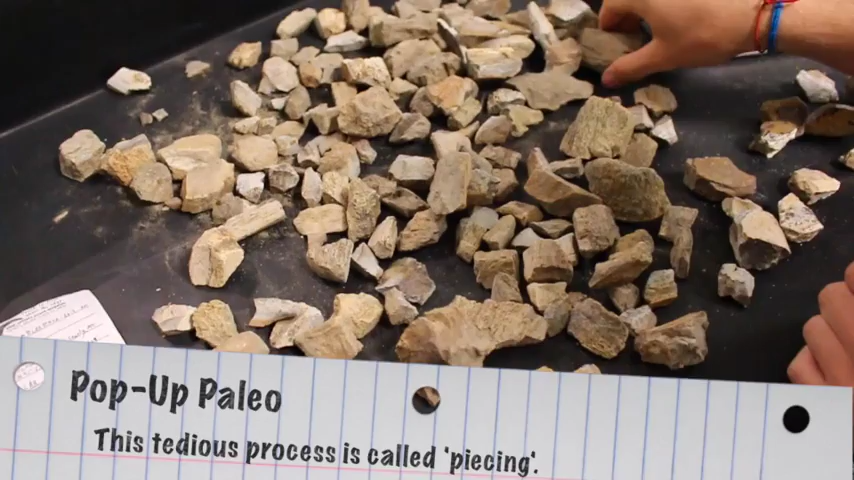 Pop-Up Paleo
This tedious process is called 'piecing'.